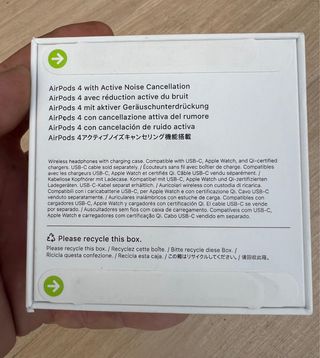 AirPods 4 with Active Noise Cancellation
AirPods 4 avec réduction active du bruit
AirPods 4 mit aktiver Geräuschunterdrückung
AirPods 4 con cancellazione attiva del rumore
AirPods 4 con cancelación de ruido activa
AirPods 4アクティブノイズキャンセリング機能搭載
Wireless headphones with charging case. Compatible with USB-C, Apple Watch, and Qi-certified
chargers. USB-C cable sold separately. / Écouteurs sans fil avec boîtier de charge. Compatibles
avec les chargeurs USB-C, Apple Watch et certifiés Qi. Câble USB-C vendu séparément. /
Kabellose Kopfhörer mit Ladecase. Kompatibel mit USB-C, Apple Watch und Qi-zertifizierten
Ladegeräten. USB-C-Kabel separat erhältlich. / Auricolari wireless con custodia di ricarica.
Compatibili con i caricabatterie USB-C, per Apple Watch e con certificazione Qi. Cavo USB-C
venduto separatamente. / Auriculares inalámbricos con estuche de carga. Compatibles con
cargadores USB-C, Apple Watch y cargadores con certificación Qi. El cable USB-C se vende
por separado. / Auscultadores sem fios com caixa de carregamento. Compatíveis com USB-C,
Apple Watch e carregadores com certificação Qi. Cabo USB-C vendido em separado.
Please recycle this box.
Please recycle this box. / Recyclez cette boîte. / Bitte recycle diese Box. /
Ricicla questa confezione. / Recicla esta caja. / この箱はリサイクルしてください。/ 请回收此箱。